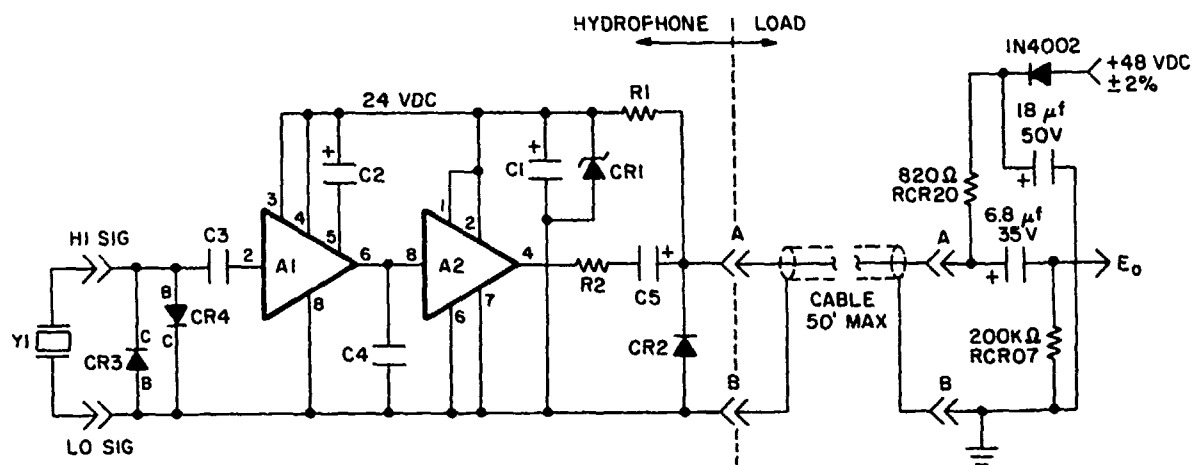 HYDROPHONE LOAD
1N4002
+48 VDC
±2%
24 VDC
R1
18 µf
50V
+
C2
+
C1
CR1
+
820Ω
RCR20
6.8 µf
35V
3
4
5
1
2
HI SIG
C3
2
A1
6
8
A2
4
R2
C5
+
A
A
+
E₀
B
CR4
C
8
7
6
CABLE
50' MAX
Y1
C
CR3
B
C4
CR2
200KΩ
RCR07
B
B
LO SIG